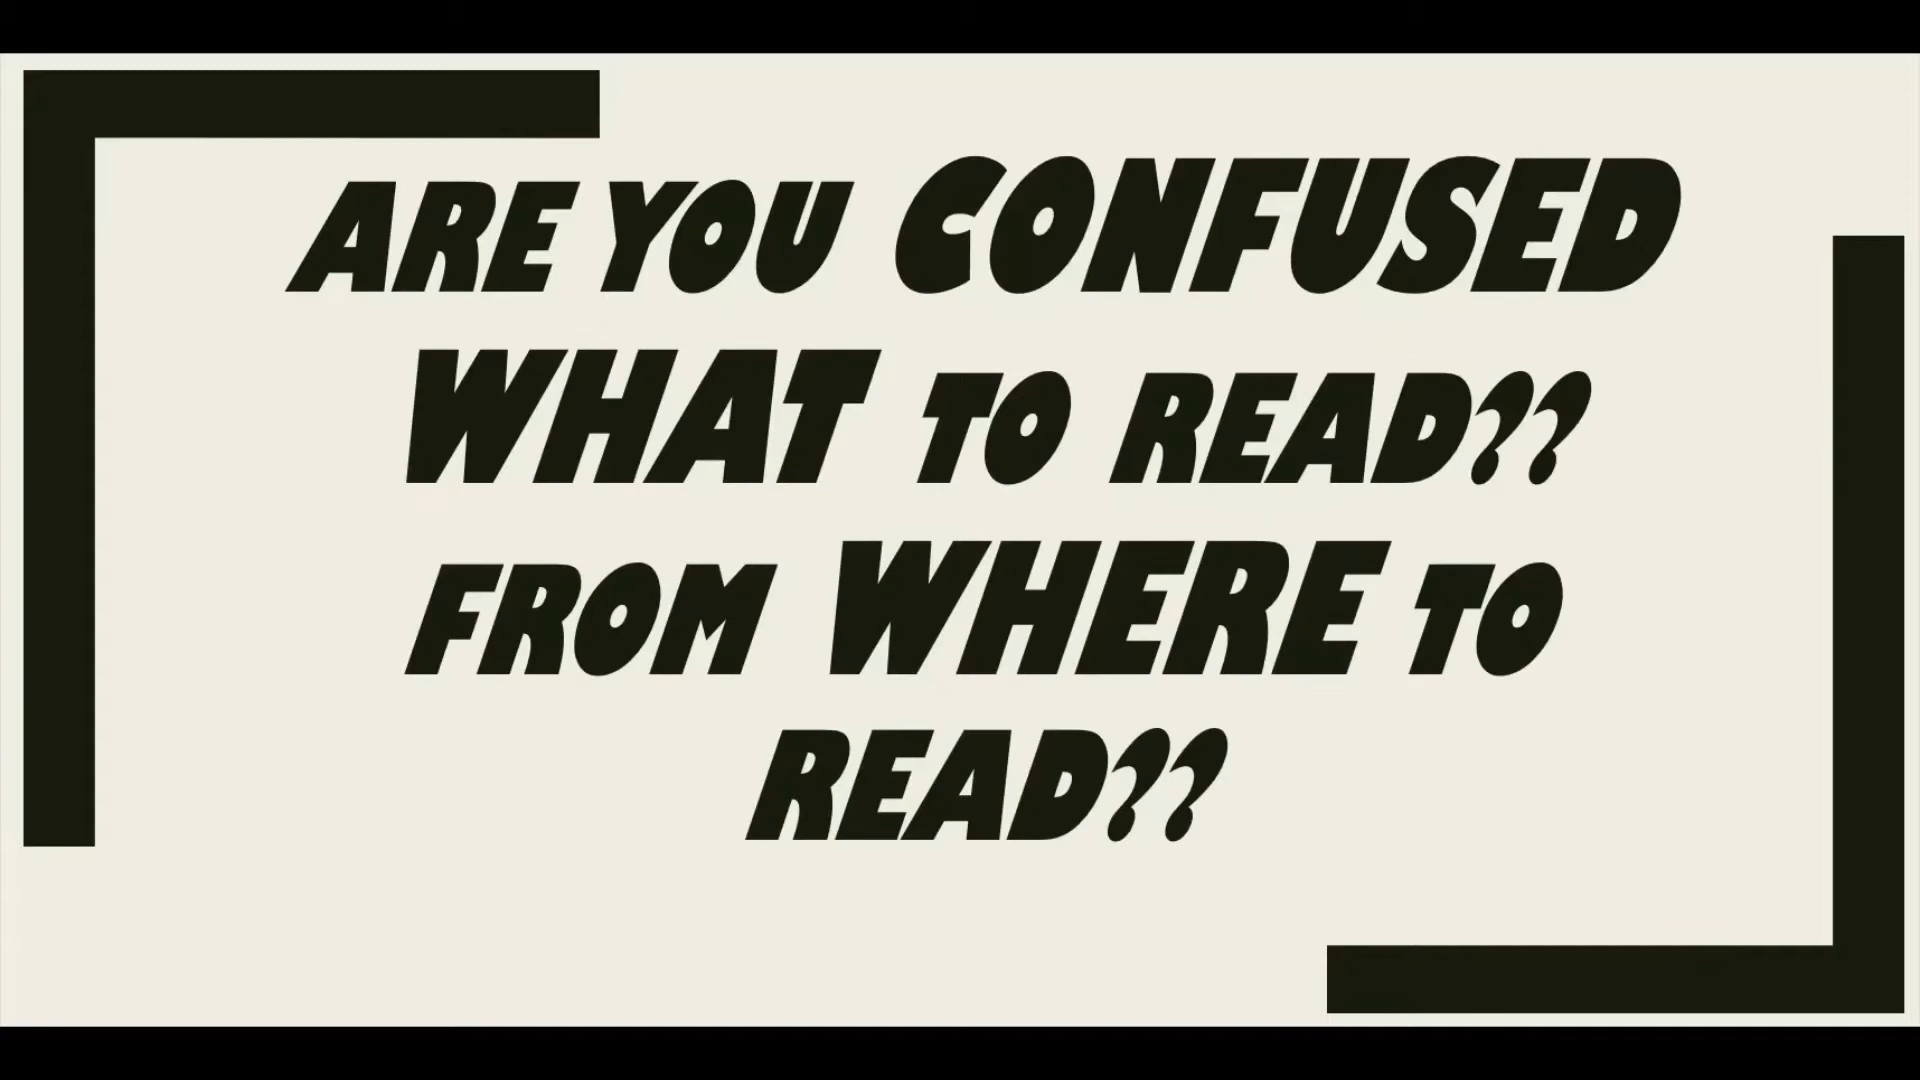 ARE YOU CONFUSED
WHAT TO READ??
FROM WHERE TO
READ??